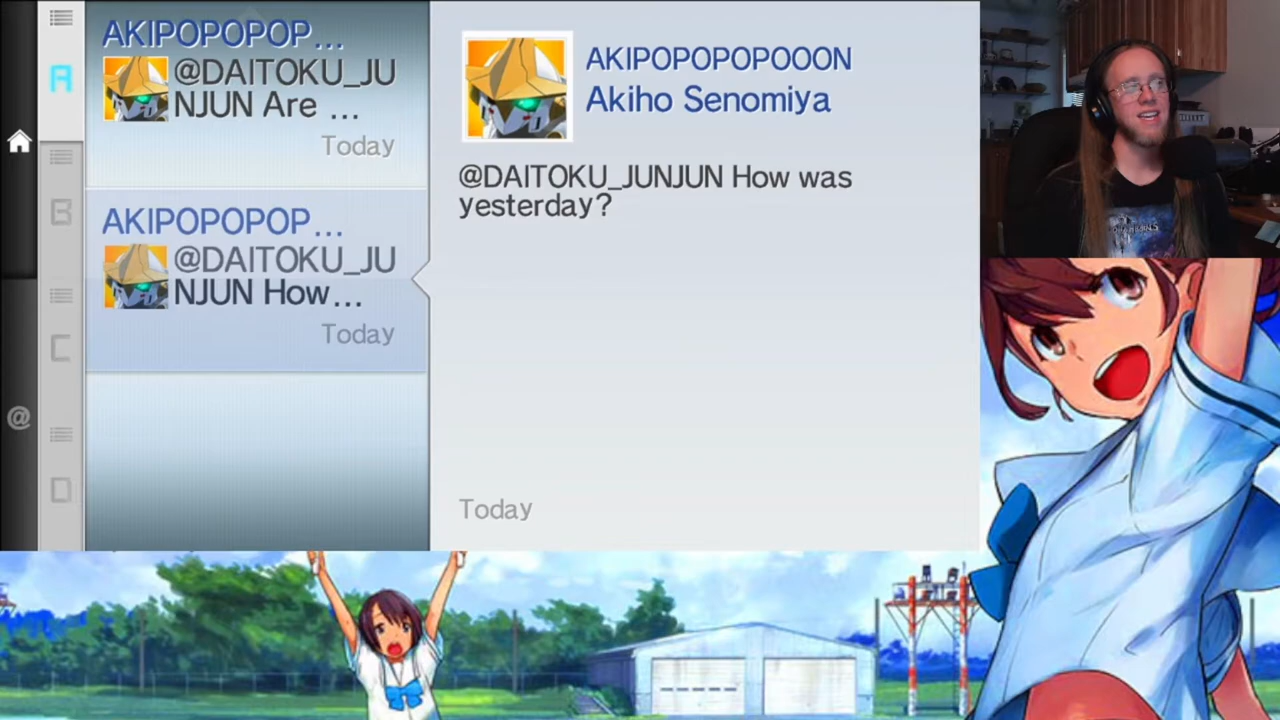 AKIPOPOPOP...
@DAITOKU_JU
NJUN Are ...
Today
AKIPOPOPOP...
@DAITOKU_JU
NJUN How...
Today
A
B
C
D
@
AKIPOPOPOPOOON
Akiho Senomiya
@DAITOKU_JUNJUN How was
yesterday?
Today